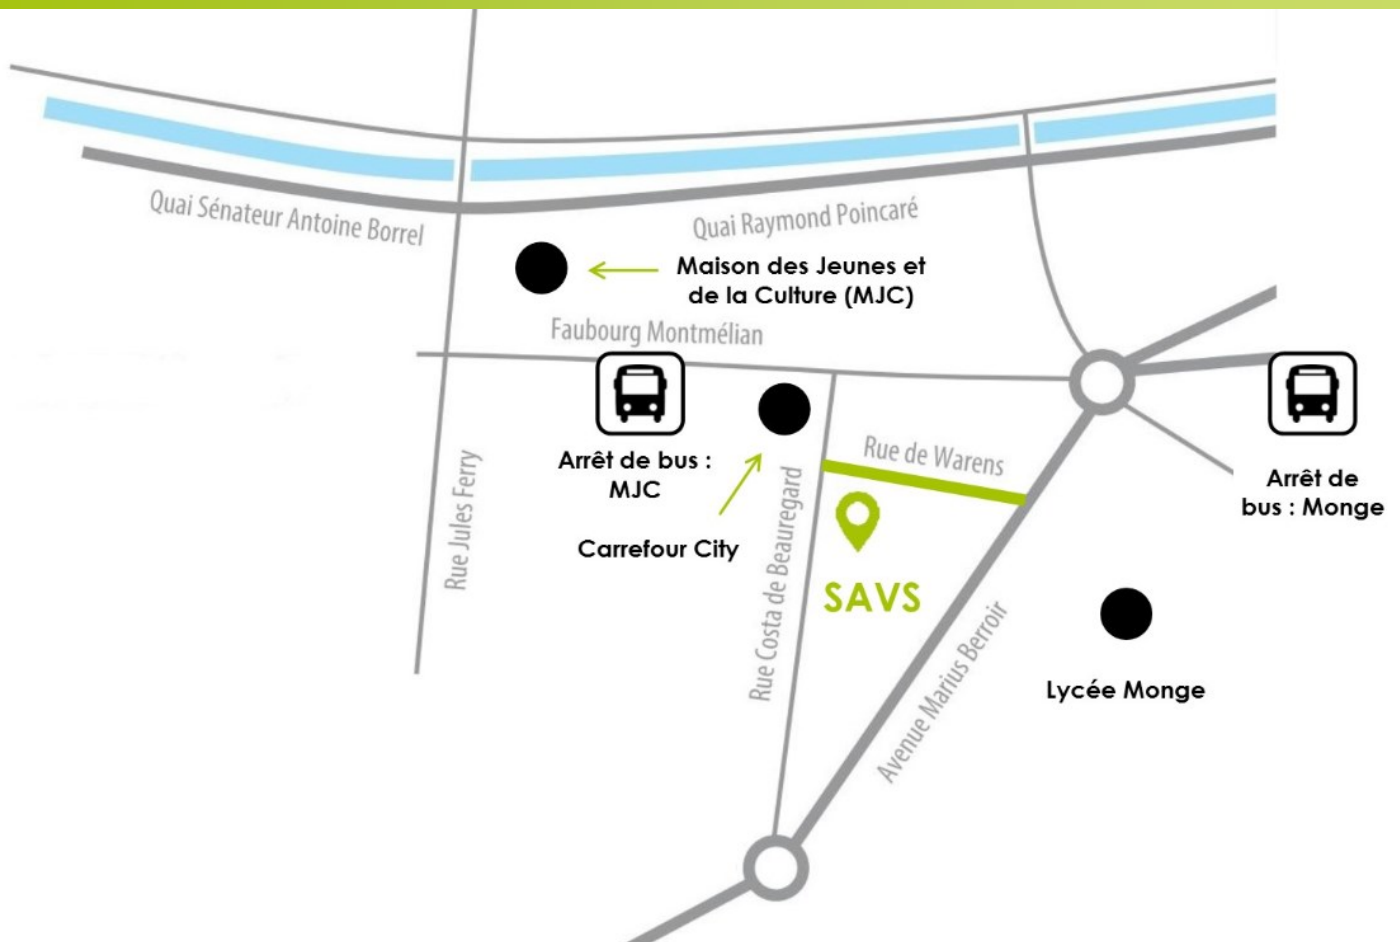 Quai Sénateur Antoine Borrel
Quai Raymond Poincaré
Maison des Jeunes et
de la Culture (MJC)
Faubourg Montmélian
Arrêt de bus :
MJC
Carrefour City
Rue Jules Ferry
Rue Costa de Beauregard
Rue de Warens
SAVS
Avenue Marius Berroir
Arrêt de
bus : Monge
Lycée Monge